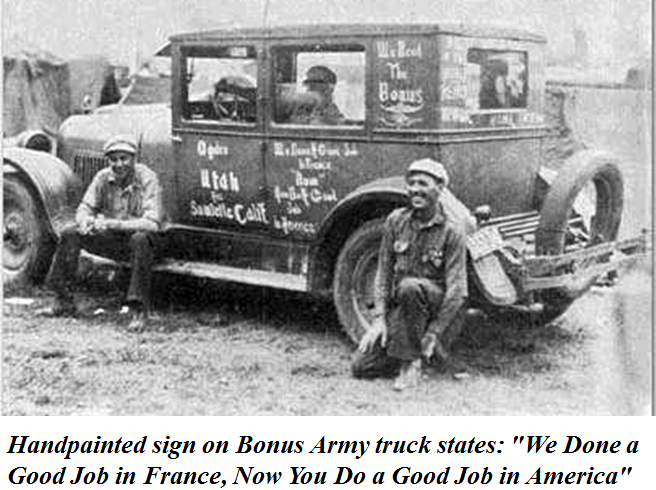 We Need
The
Bonus
Ogden
Utah
Sawtelle Calif.
We Done A Good Job
in France
Now
You Do A Good
Job
in America
Handpainted sign on Bonus Army truck states: "We Done a
Good Job in France, Now You Do a Good Job in America"